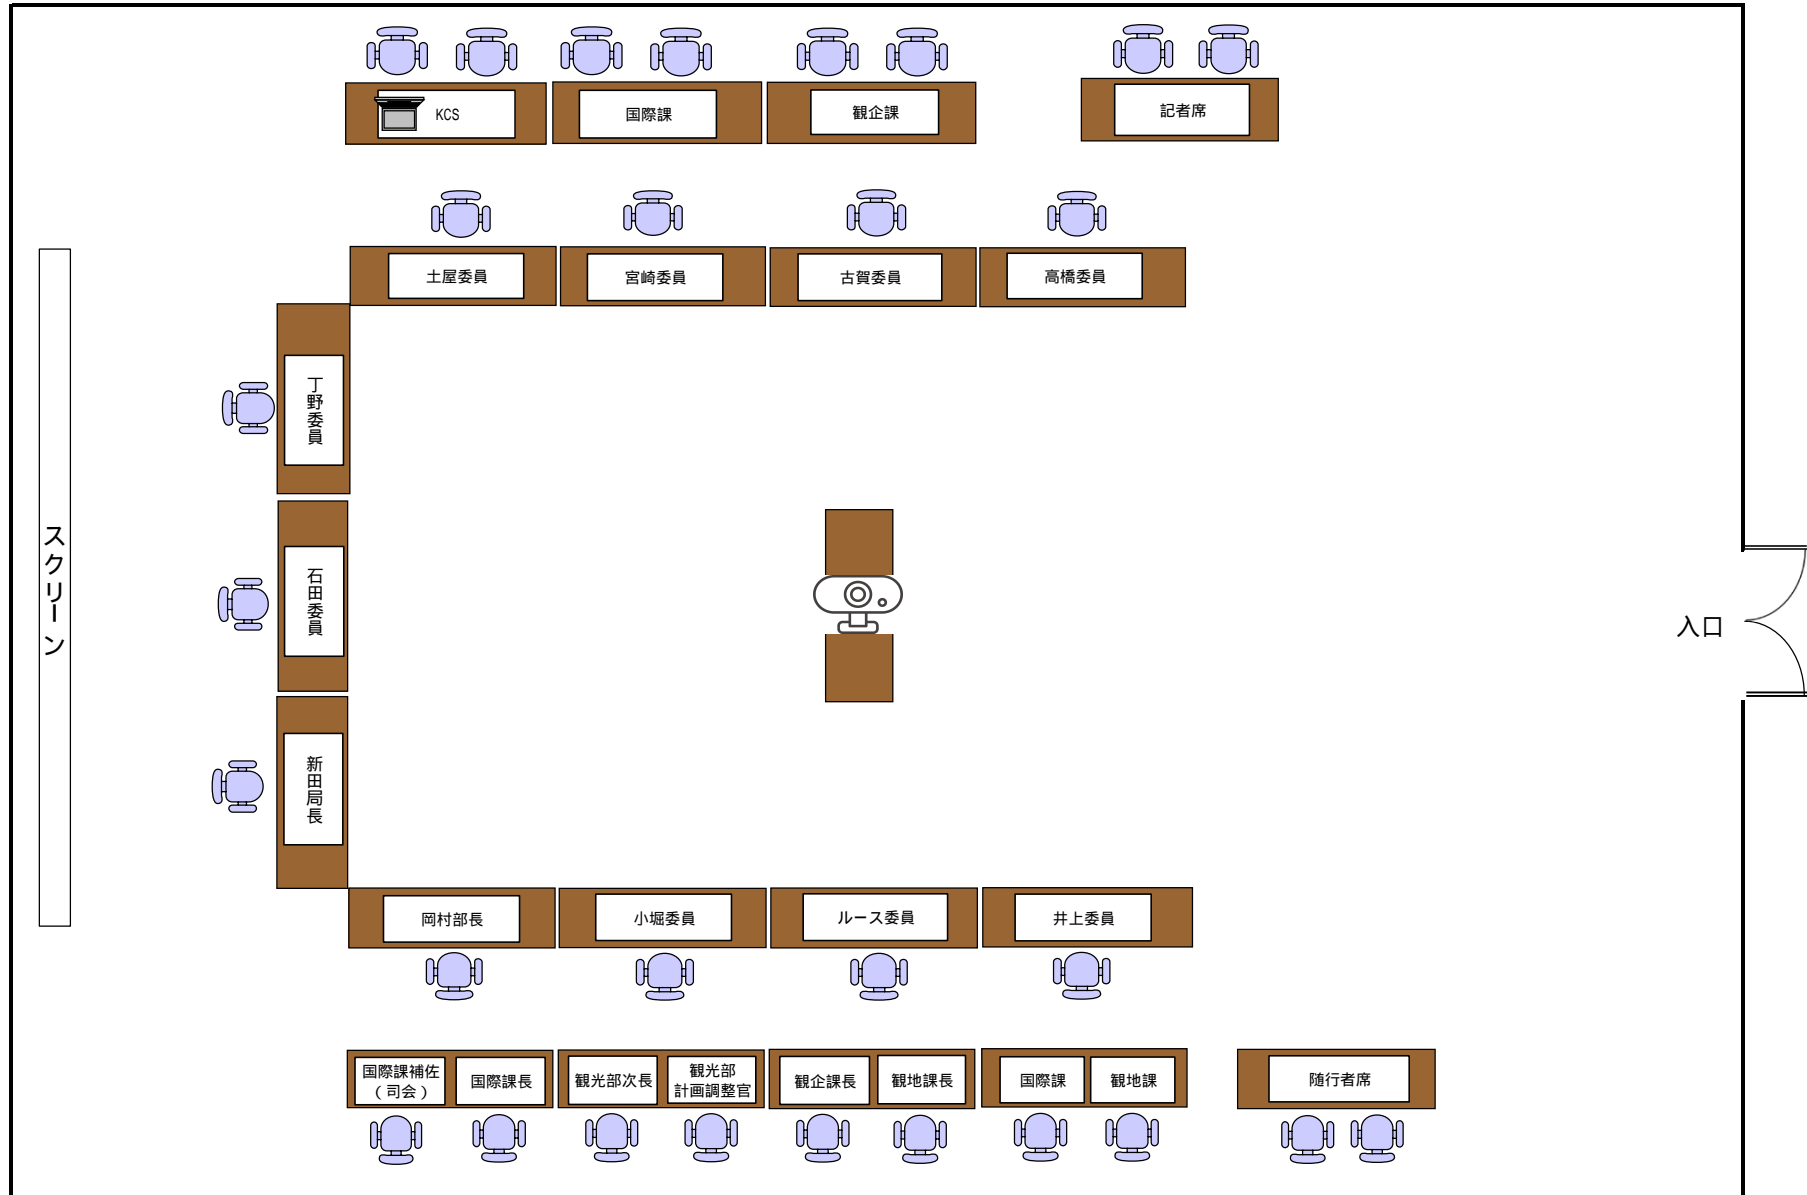 KCS
国際課
観企課
記者席
土屋委員
宮崎委員
古賀委員
高橋委員
丁野委員
石田委員
新田局長
スクリーン
入口
岡村部長
小堀委員
ルース委員
井上委員
国際課補佐
（司会）
国際課長
観光部次長
観光部
計画調整官
観企課長
観地課長
国際課
観地課
随行者席